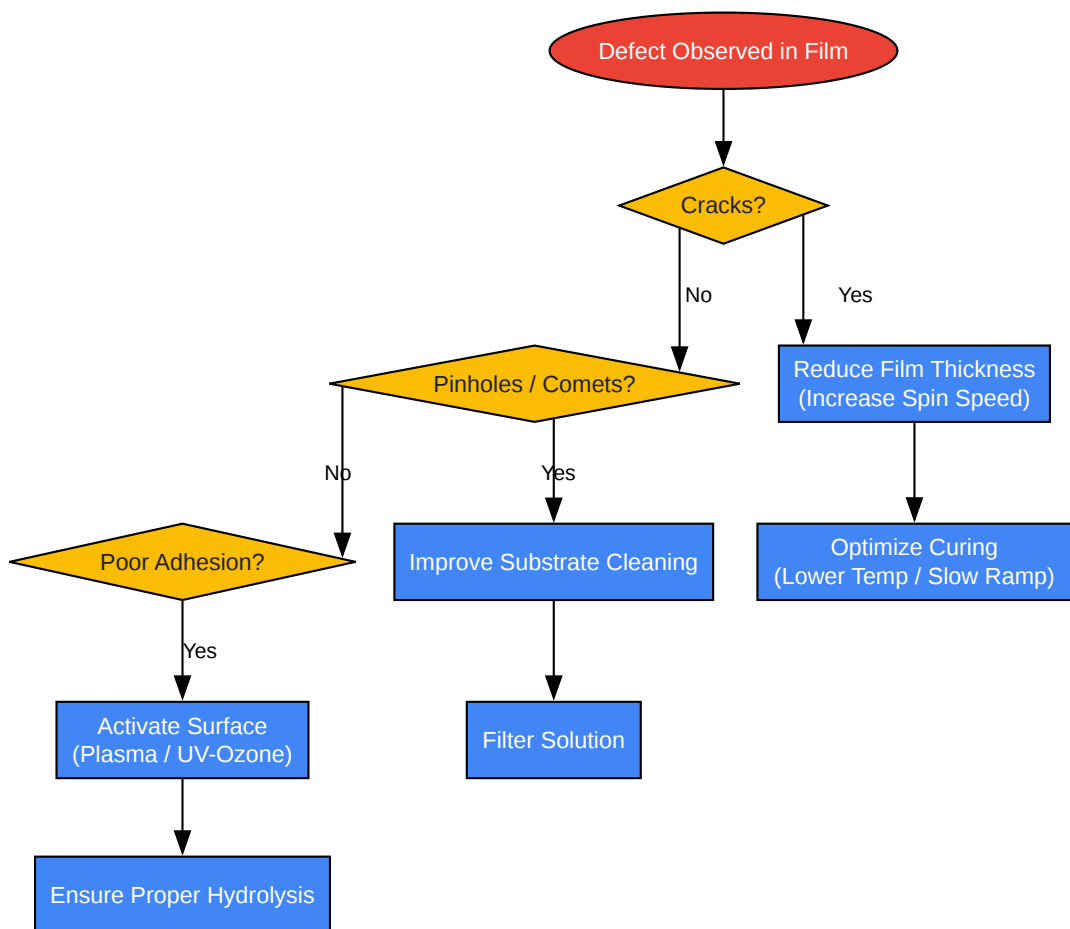 Defect Observed in Film
Cracks?
No
Yes
Pinholes / Comets?
Reduce Film Thickness
(Increase Spin Speed)
No
Yes
Poor Adhesion?
Improve Substrate Cleaning
Optimize Curing
(Lower Temp / Slow Ramp)
Yes
Activate Surface
(Plasma / UV-Ozone)
Filter Solution
Ensure Proper Hydrolysis